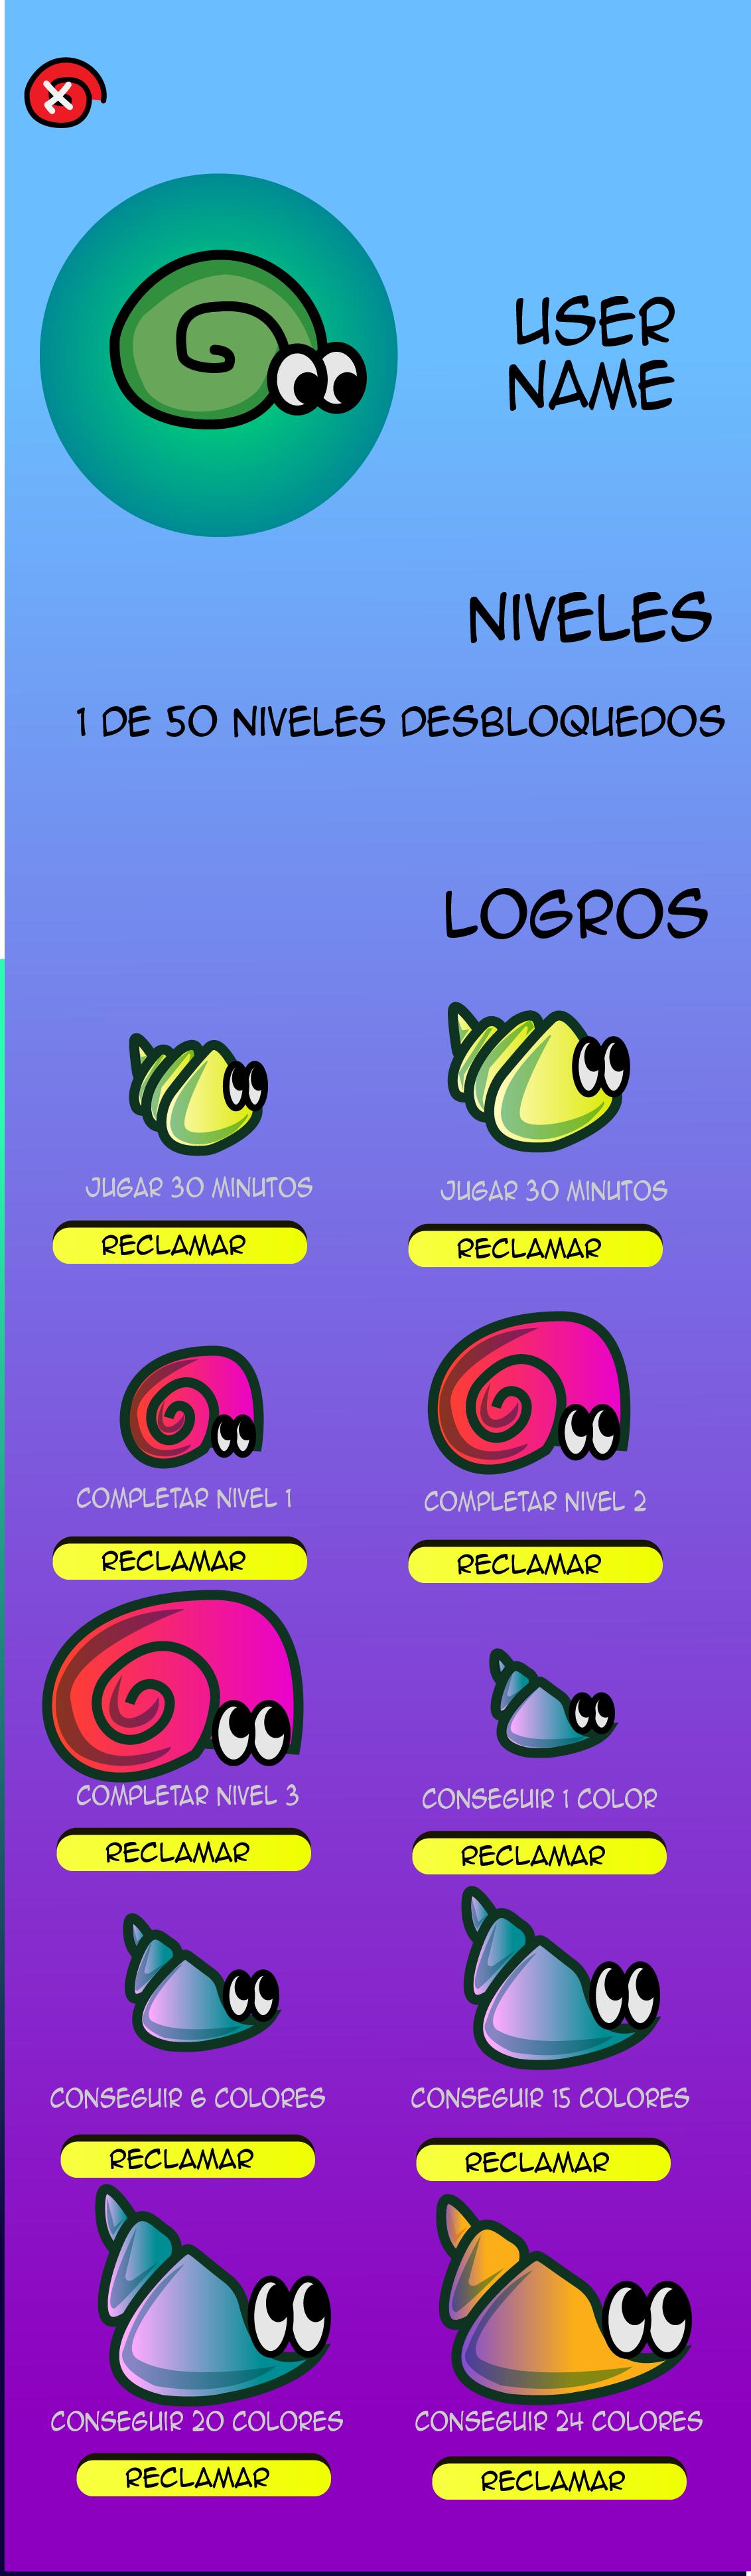 USER
NAME
NIVELES
1 DE 50 NIVELES DESBLOQUEDOS
LOGROS
JUGAR 30 MINUTOS
JUGAR 30 MINUTOS
RECLAMAR
RECLAMAR
COMPLETAR NIVEL 1
COMPLETAR NIVEL 2
RECLAMAR
RECLAMAR
COMPLETAR NIVEL 3
CONSEGUIR 1 COLOR
RECLAMAR
RECLAMAR
CONSEGUIR 6 COLORES
CONSEGUIR 15 COLORES
RECLAMAR
RECLAMAR
CONSEGUIR 20 COLORES
CONSEGUIR 24 COLORES
RECLAMAR
RECLAMAR